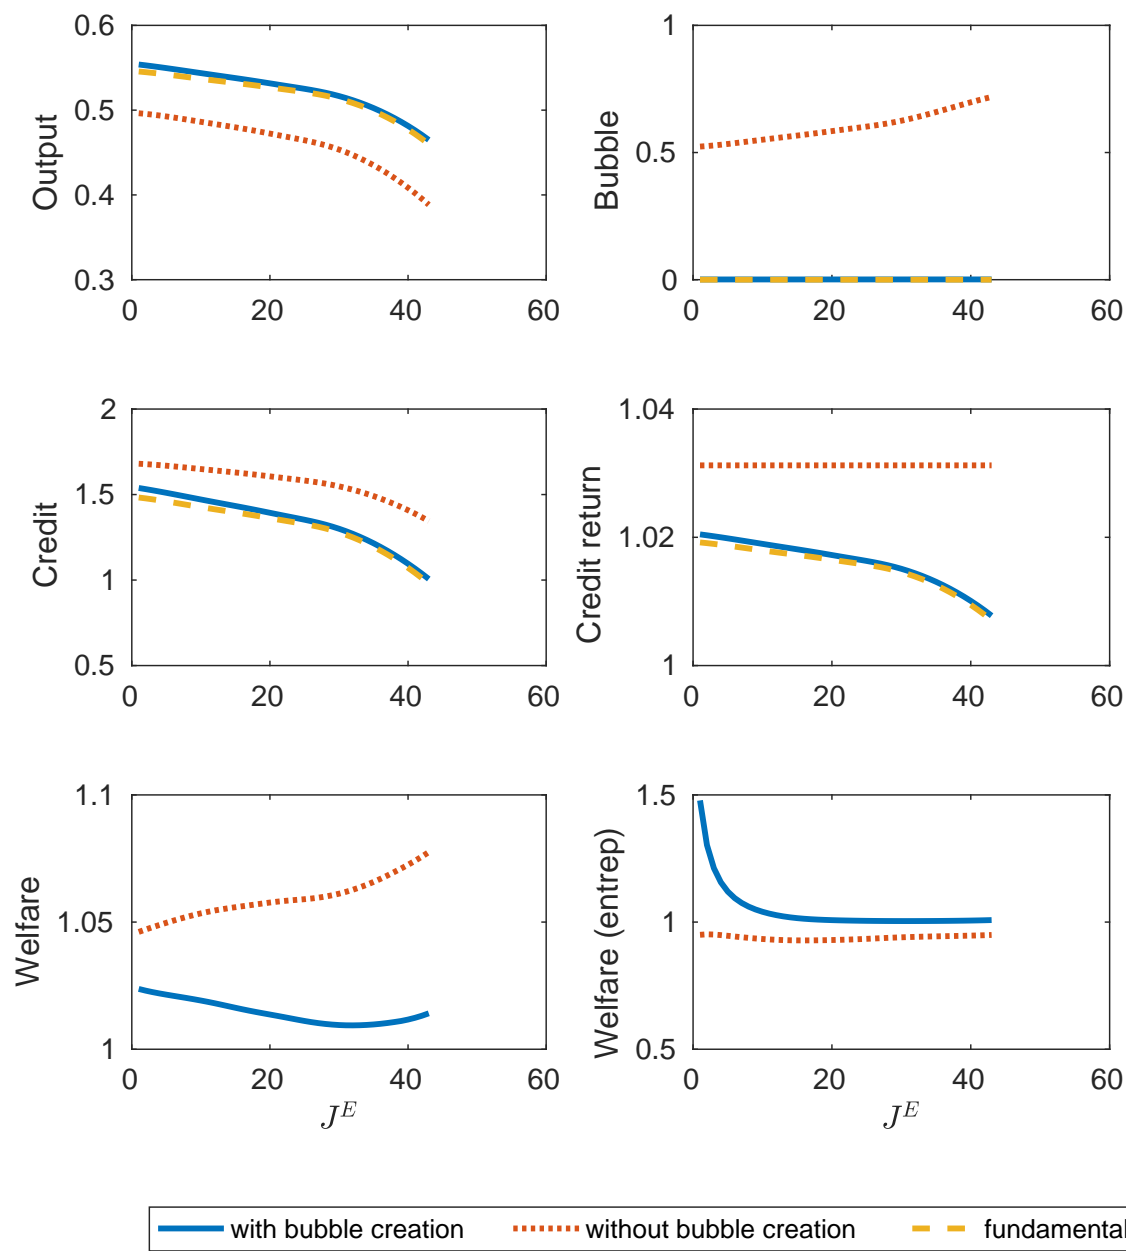 0.6
0.5
0.4
0.3
Output
0 20 40 60
1
0.5
0
Bubble
0 20 40 60
2
1.5
1
0.5
Credit
0 20 40 60
1.04
1.02
1
Credit return
0 20 40 60
1.1
1.05
1
Welfare
0 20 40 60
J^E
1.5
1
0.5
Welfare (entrep)
0 20 40 60
J^E
with bubble creation without bubble creation fundamental